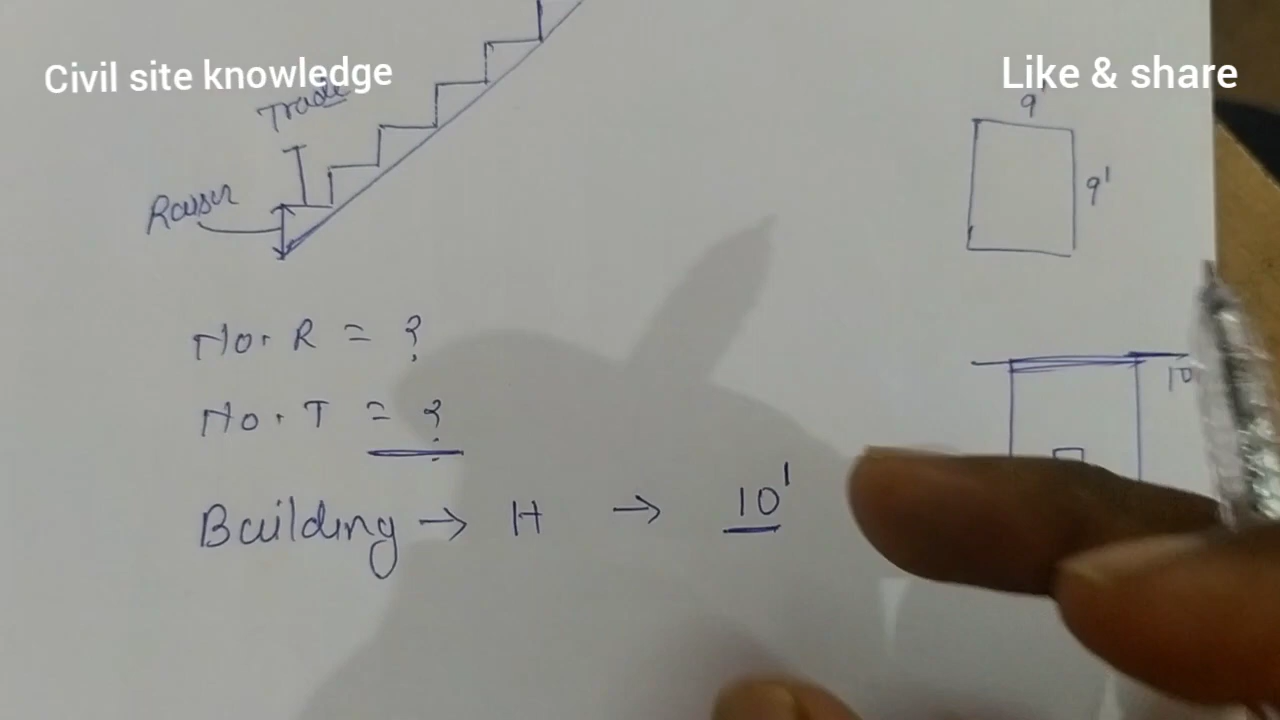 Civil site knowledge
Like & share
Trade
9'
Raiser
9'
No. R = ?
10
No. T = ?
Building → H → 10'